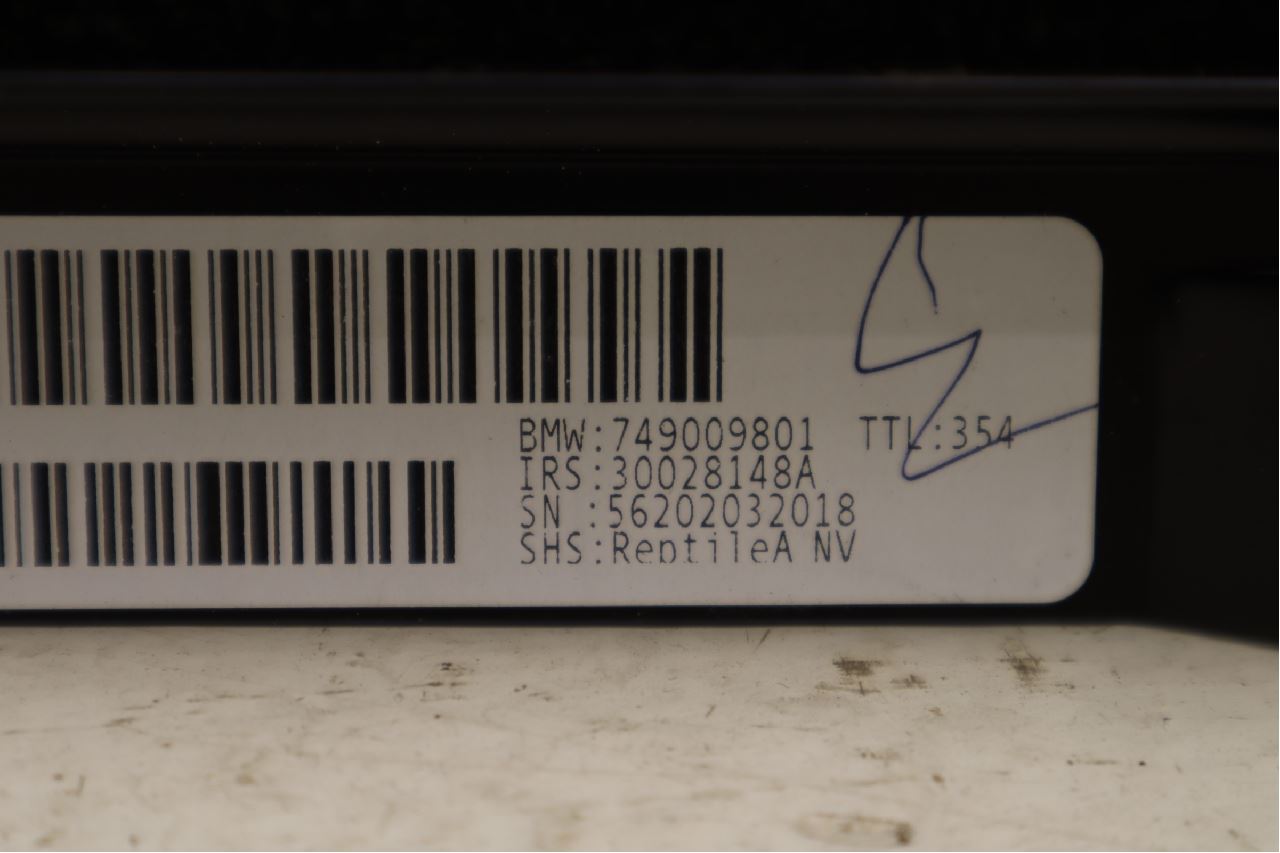 BMW:749009801 TTL:354
IRS:30028148A
SN :56202032018
SHS:ReptileA NV